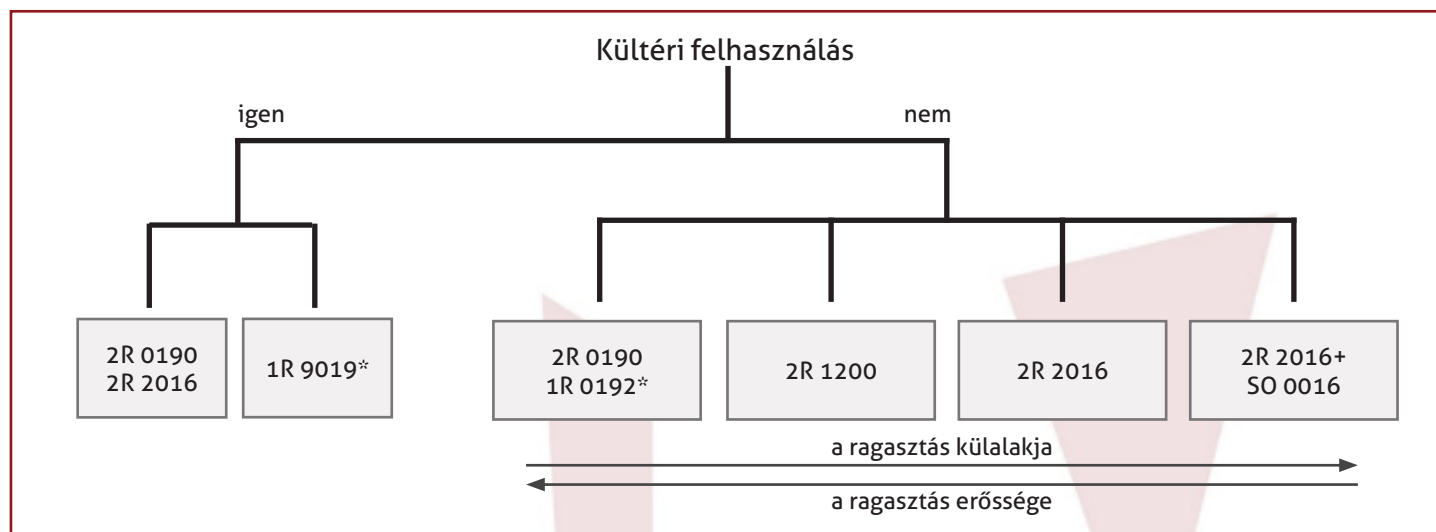 Kültéri felhasználás
igen
nem
2R 0190
2R 2016
1R 9019*
2R 0190
1R 0192*
2R 1200
2R 2016
2R 2016+
SO 0016
a ragasztás külalakja
a ragasztás erőssége